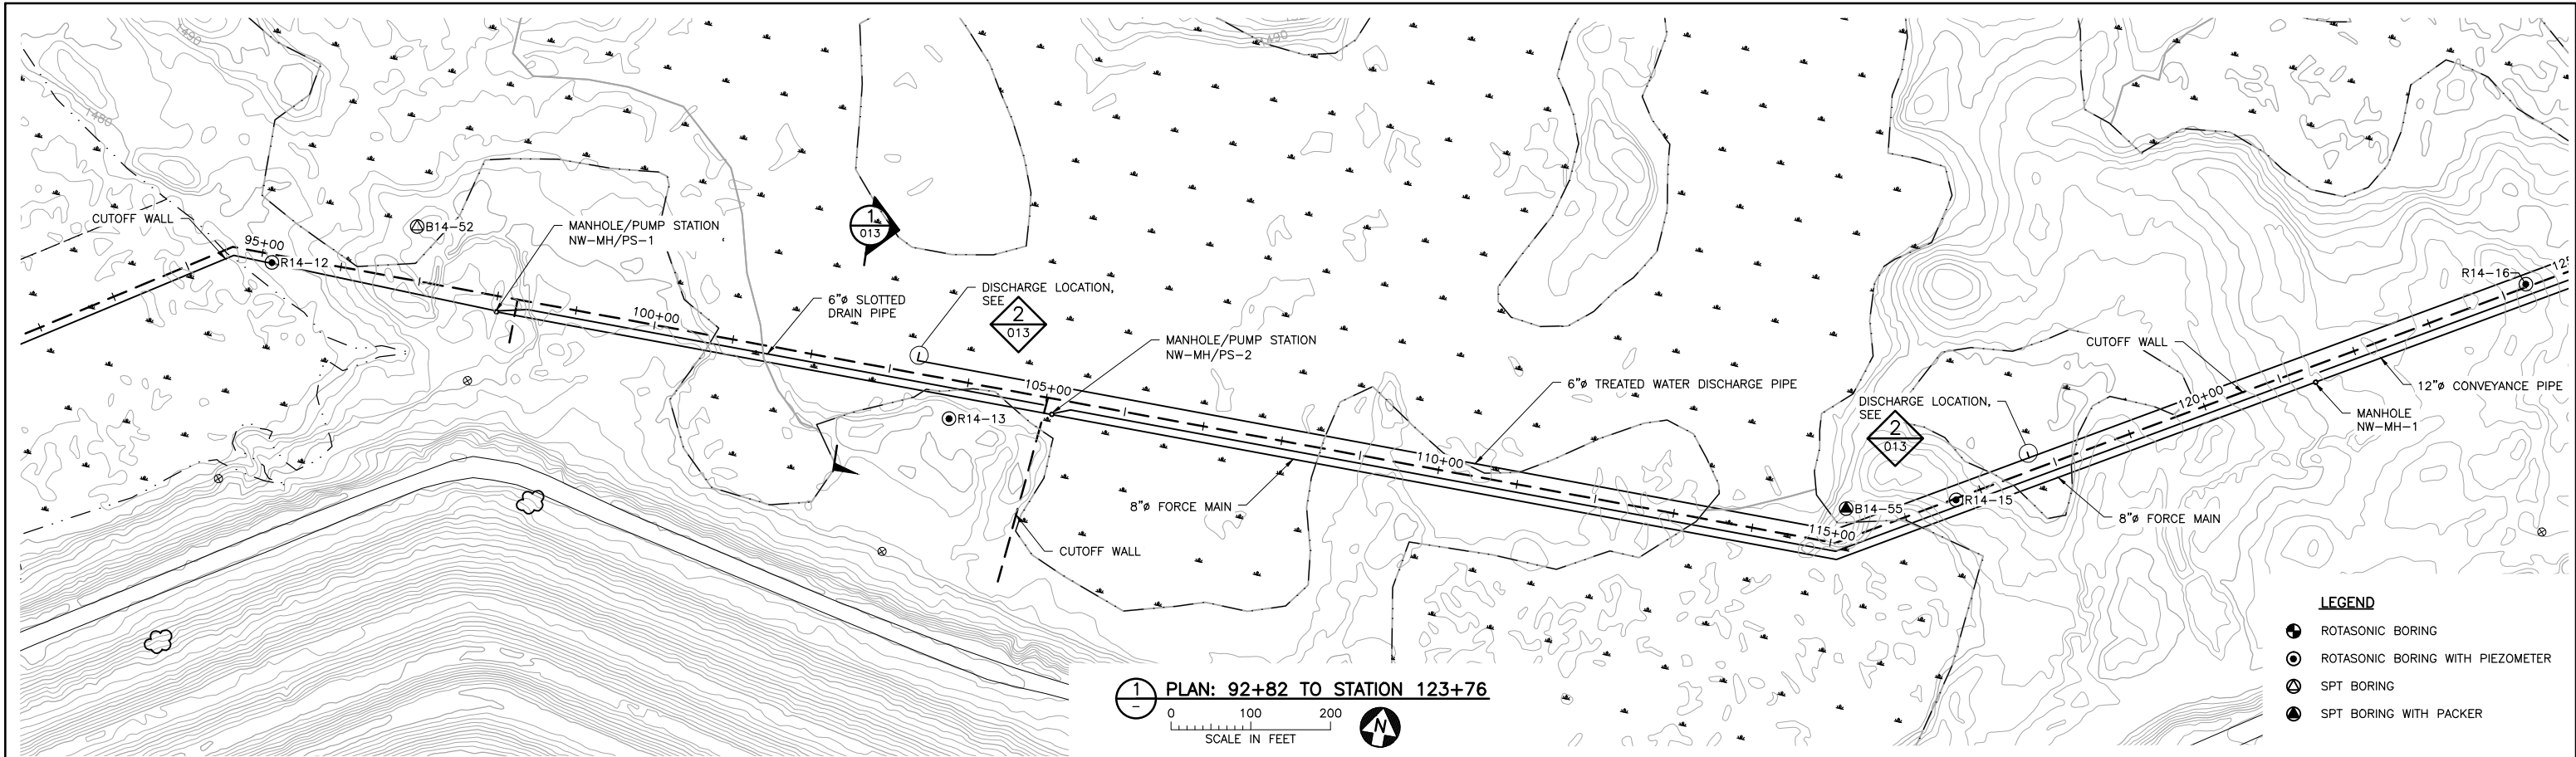 1490
1490
1480
CUTOFF WALL
95+00
R14-12
B14-52
MANHOLE/PUMP STATION
NW-MH/PS-1
1
013
6"ø SLOTTED
DRAIN PIPE
100+00
DISCHARGE LOCATION,
SEE
2
013
MANHOLE/PUMP STATION
NW-MH/PS-2
105+00
R14-13
6"ø TREATED WATER DISCHARGE PIPE
110+00
8"ø FORCE MAIN
CUTOFF WALL
DISCHARGE LOCATION,
SEE
2
013
115+00
B14-55
R14-15
8"ø FORCE MAIN
CUTOFF WALL
120+00
R14-16
12"ø CONVEYANCE PIPE
MANHOLE
NW-MH-1
LEGEND
ROTASONIC BORING
ROTASONIC BORING WITH PIEZOMETER
SPT BORING
SPT BORING WITH PACKER
1
-
PLAN: 92+82 TO STATION 123+76
0 100 200
SCALE IN FEET
N